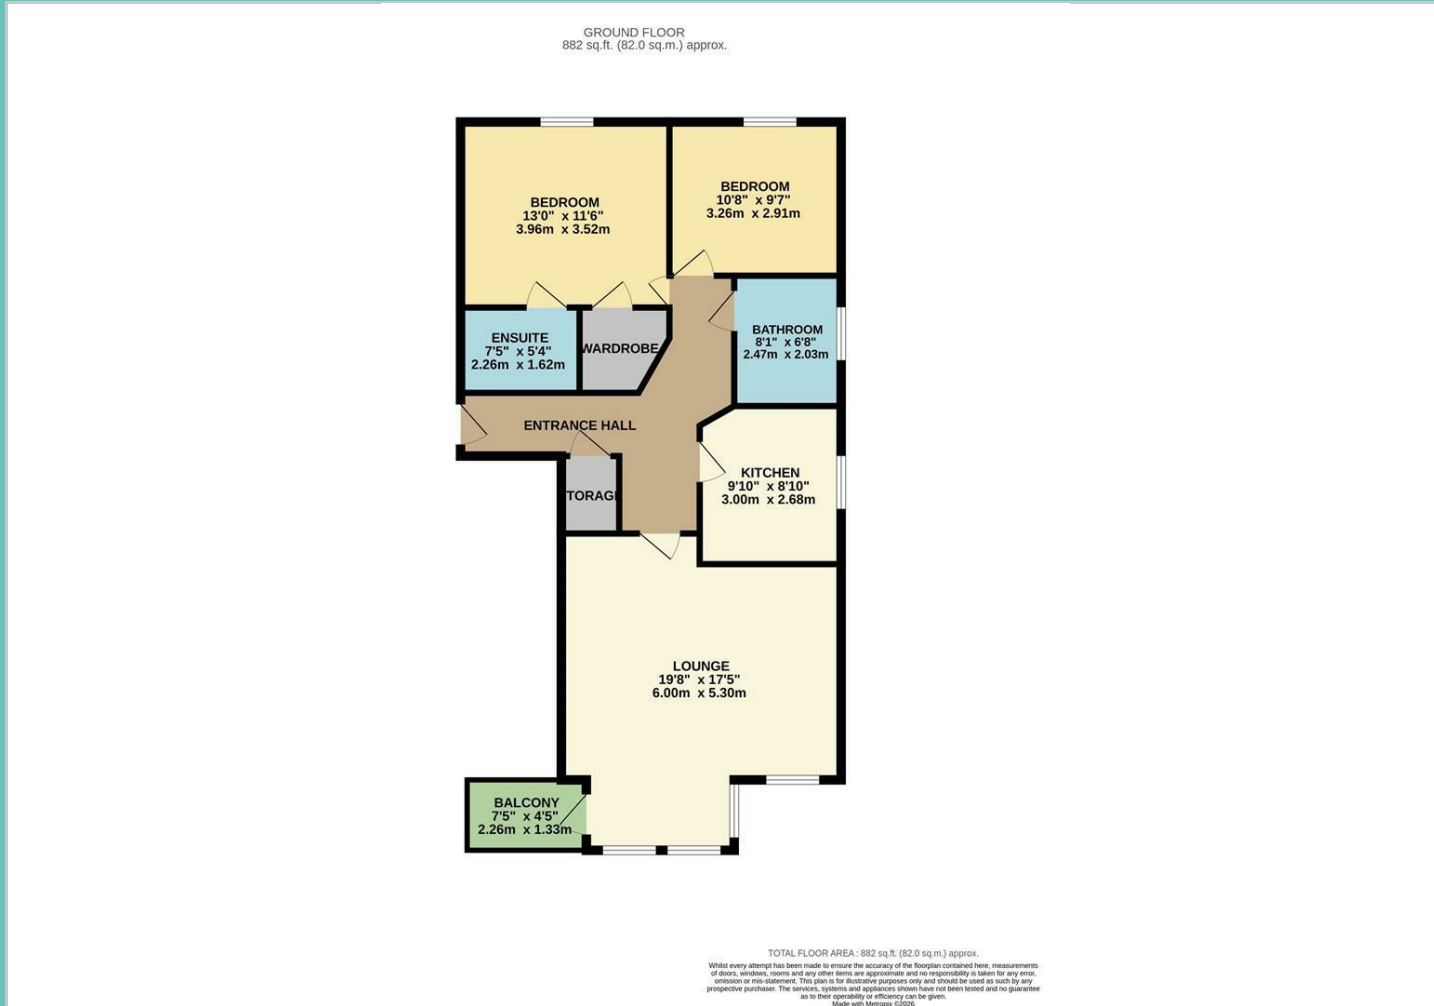 GROUND FLOOR
882 sq.ft. (82.0 sq.m.) approx.
BEDROOM
13'0" x 11'6"
3.96m x 3.52m
BEDROOM
10'8" x 9'7"
3.26m x 2.91m
ENSUITE
7'5" x 5'4"
2.26m x 1.62m
WARDROBE
BATHROOM
8'1" x 6'8"
2.47m x 2.03m
ENTRANCE HALL
TORAG
KITCHEN
9'10" x 8'10"
3.00m x 2.68m
LOUNGE
19'8" x 17'5"
6.00m x 5.30m
BALCONY
7'5" x 4'5"
2.26m x 1.33m
TOTAL FLOOR AREA : 882 sq.ft. (82.0 sq.m.) approx.
Whilst every attempt has been made to ensure the accuracy of the floorplan contained here, measurements
of doors, windows, rooms and any other items are approximate and no responsibility is taken for any error,
omission or mis-statement. This plan is for illustrative purposes only and should be used as such by any
prospective purchaser. The services, systems and appliances shown have not been tested and no guarantee
as to their operability or efficiency can be given.
Made with Metropix ©2026